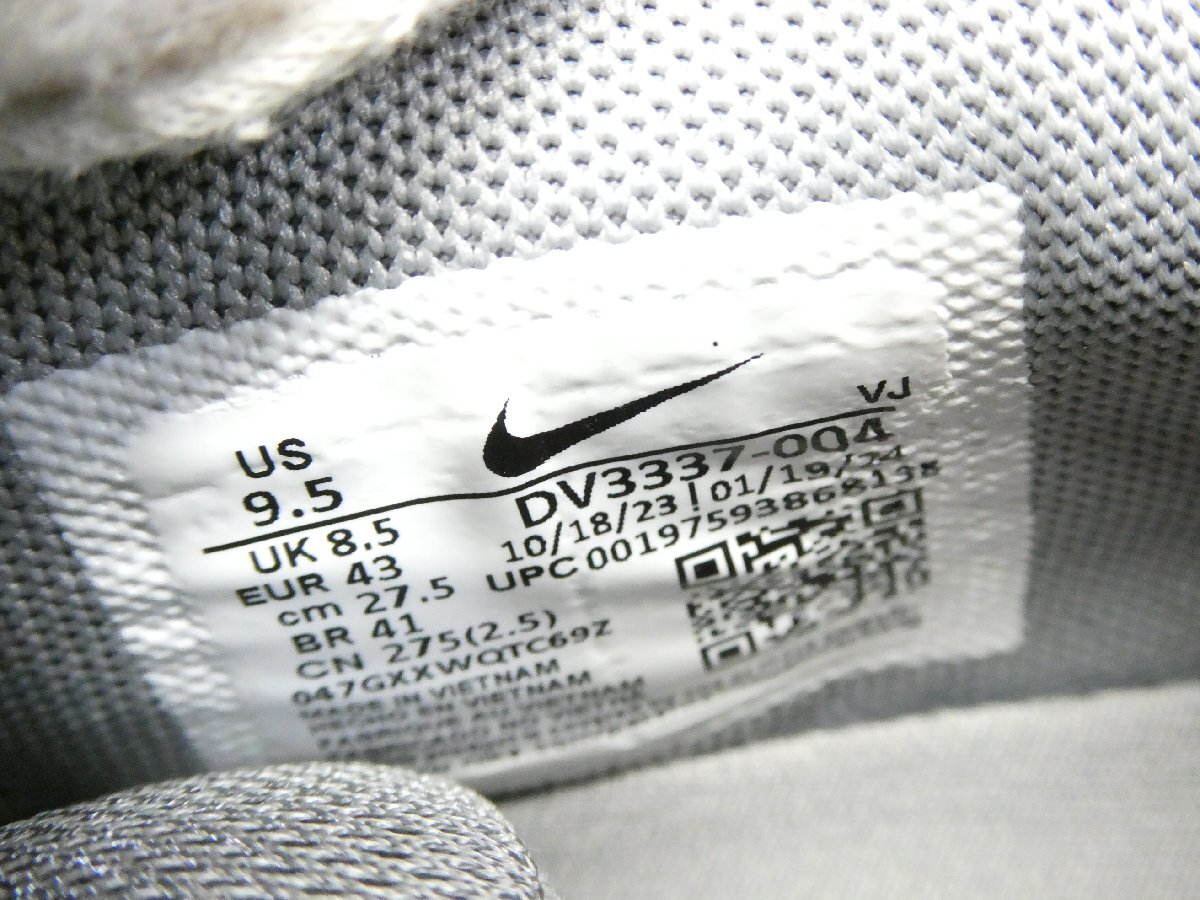 VJ
US
9.5
DV3337-004
UK 8.5
10/18/23 | 01/19/24
EUR 43
UPC 00197593868138
cm 27.5
BR 41
CN 275(2.5)
047GXXWQTC69Z
MADE IN VIETNAM
VIETNAM